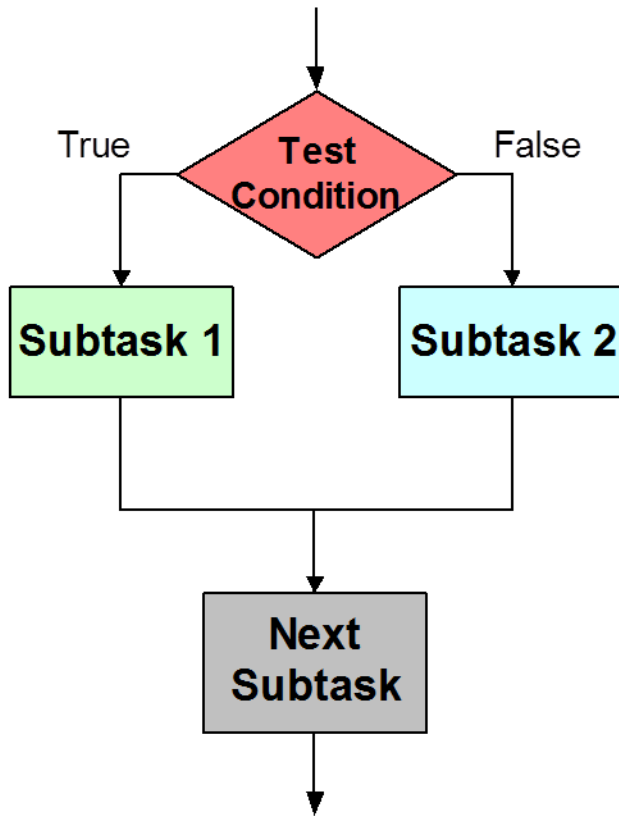 True
False
Test
Condition
Subtask 1
Subtask 2
Next
Subtask